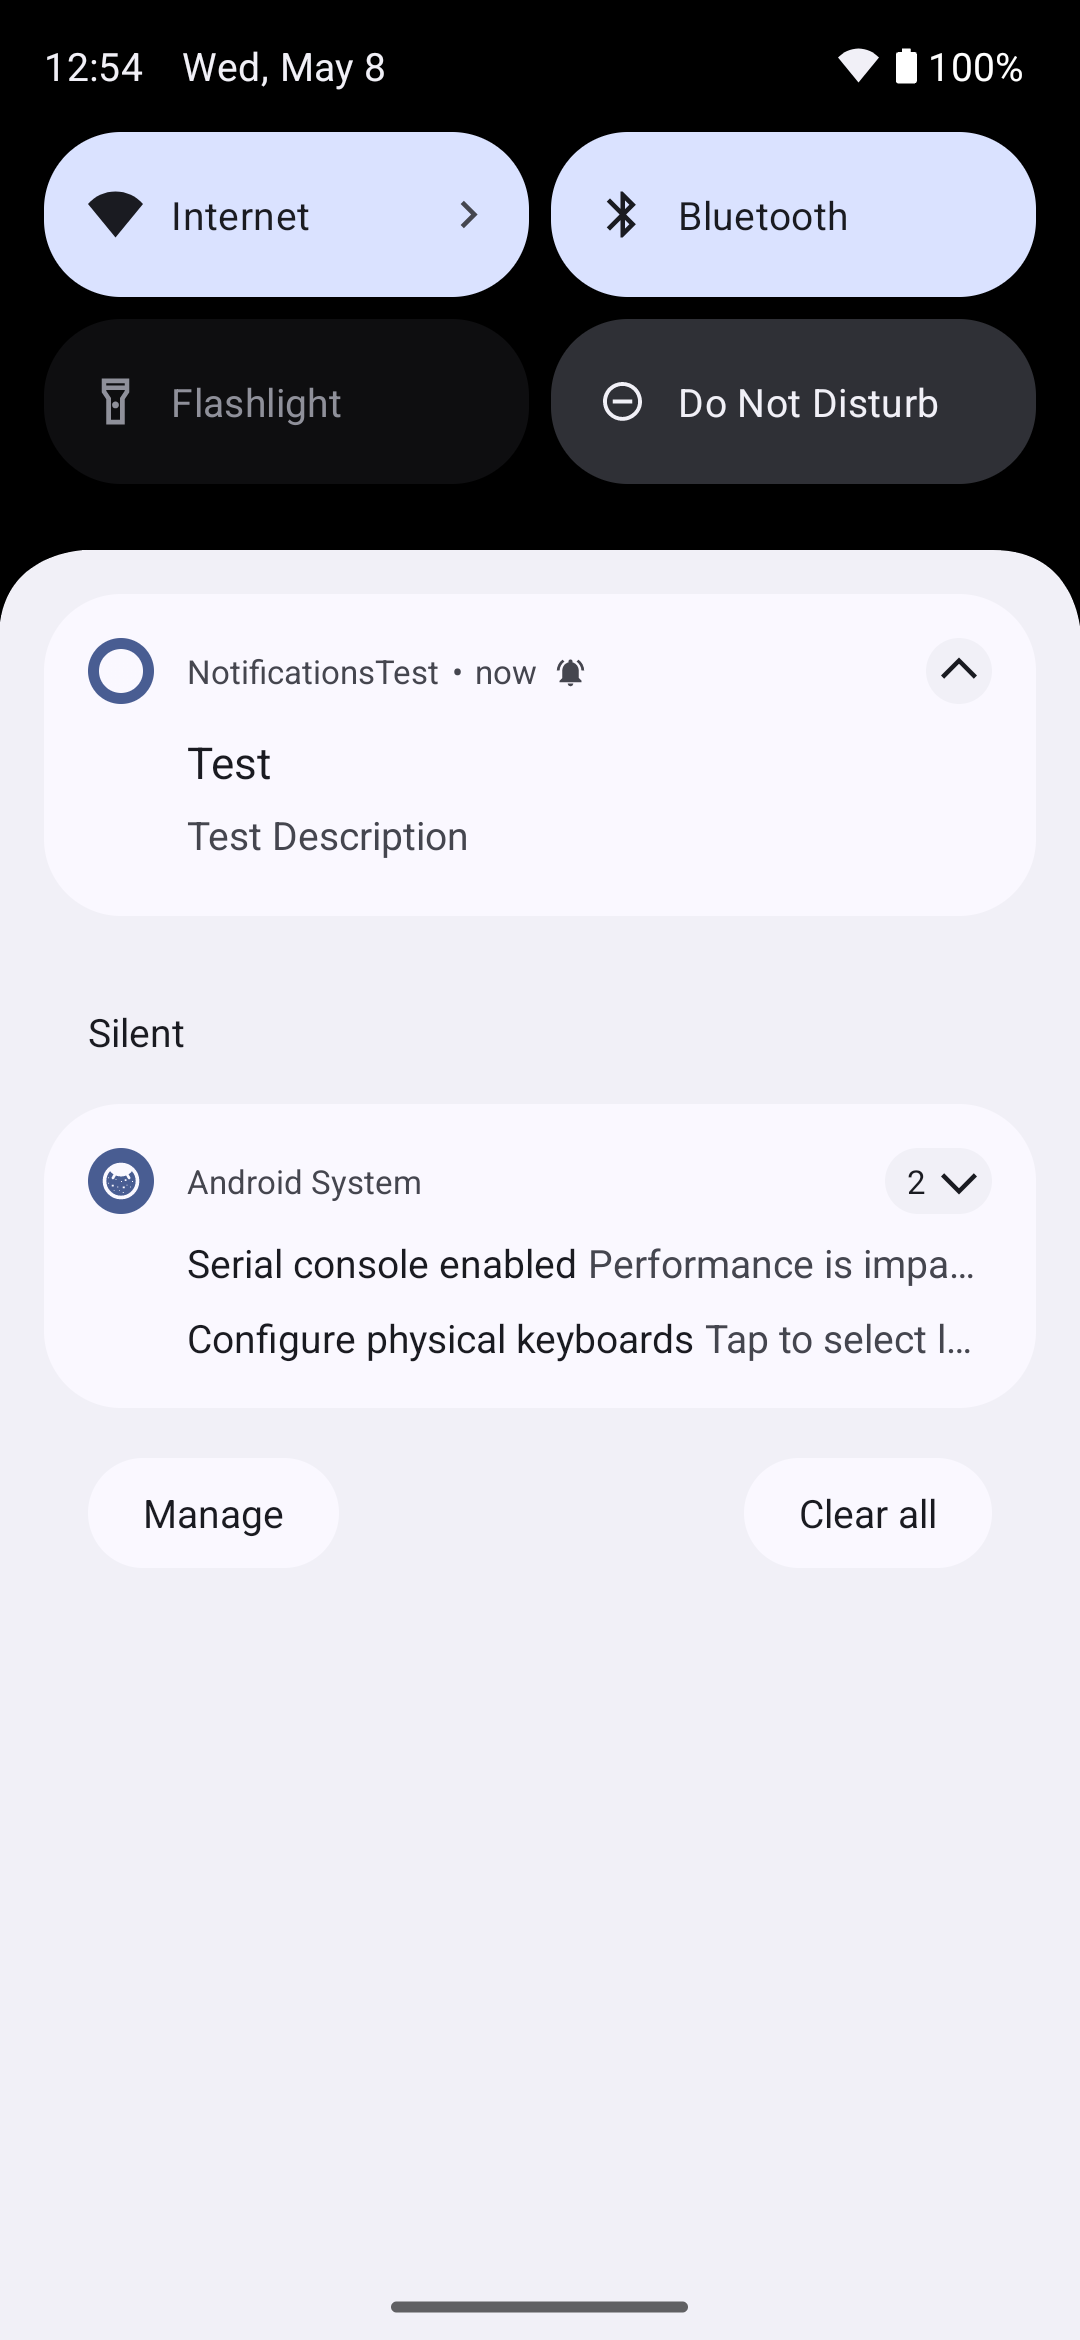 12:54 Wed, May 8 100%
Internet Bluetooth
Flashlight Do Not Disturb
NotificationsTest • now
Test
Test Description
Silent
Android System 2
Serial console enabled Performance is impa…
Configure physical keyboards Tap to select l…
Manage Clear all